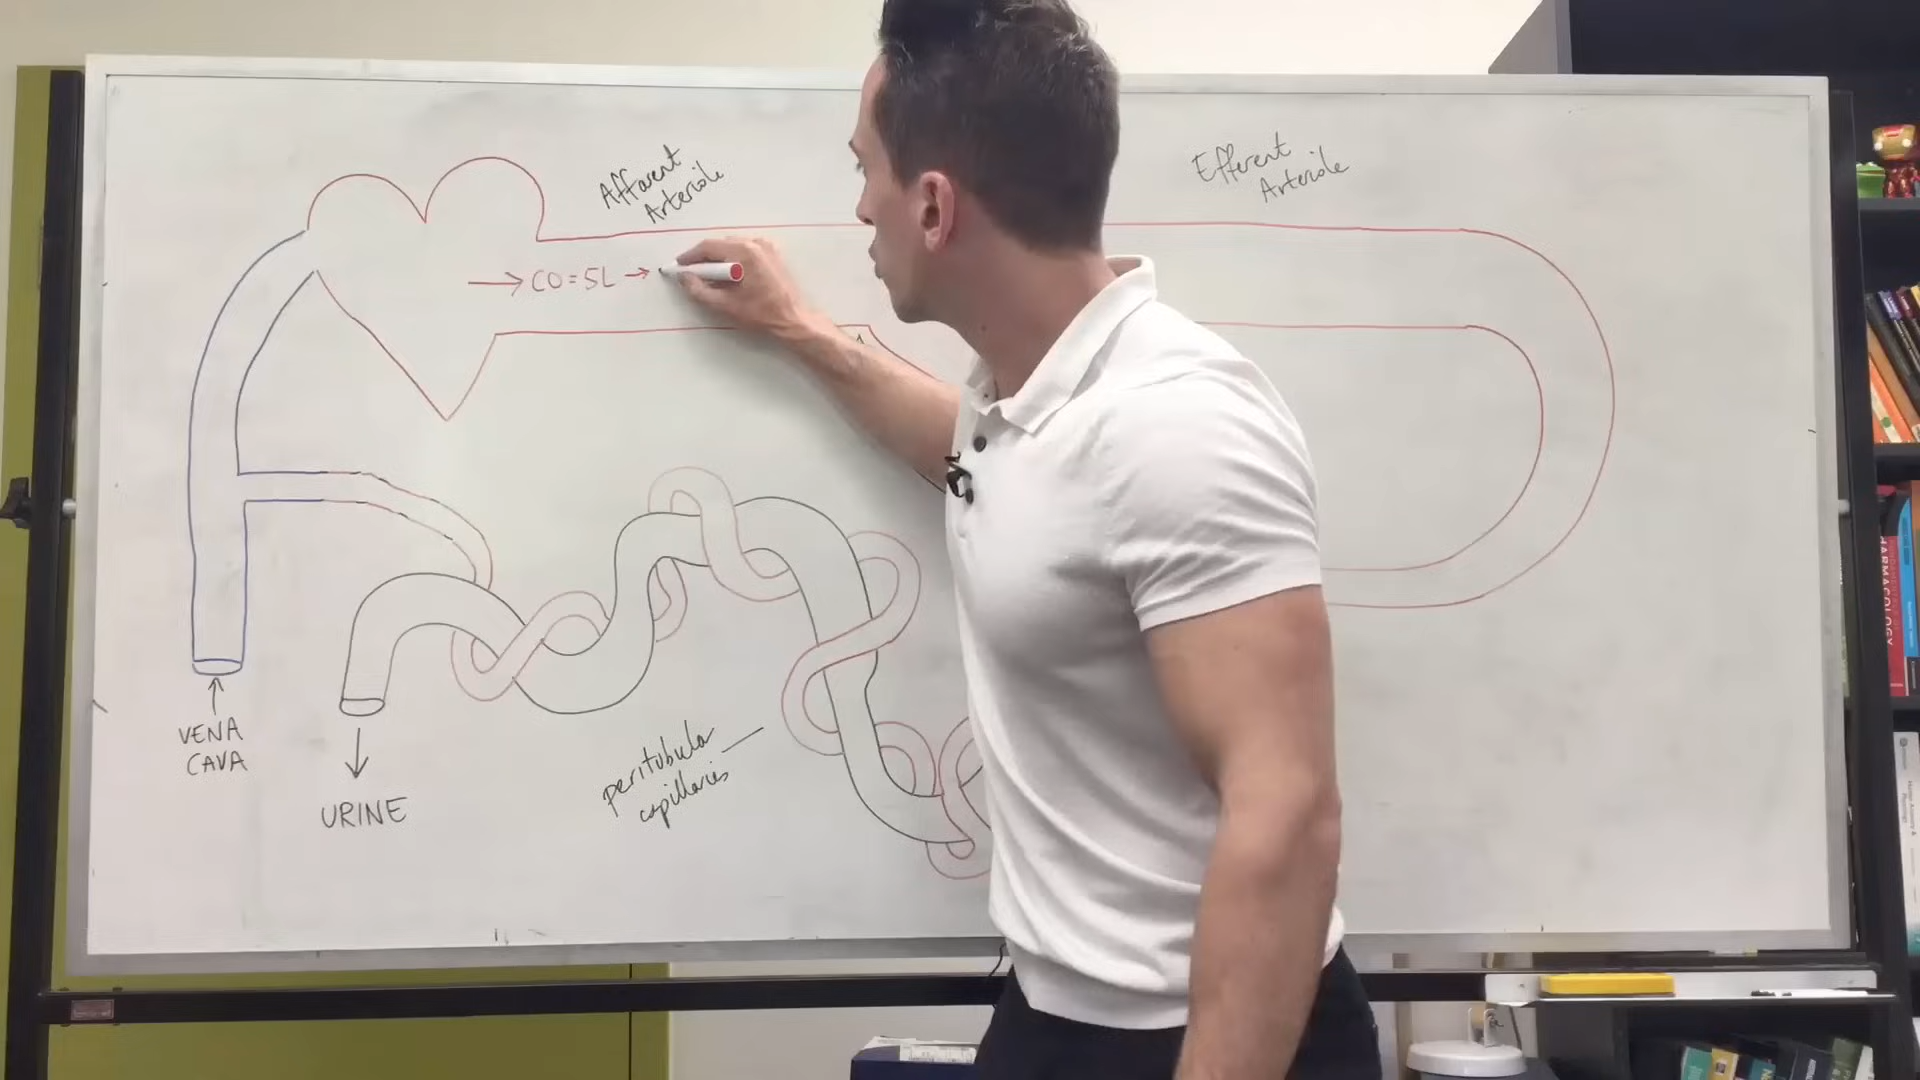 Afferent
Arteriole
Efferent
Arteriole
→ CO=5L →
VENA
CAVA
URINE
peritubular
capillaries